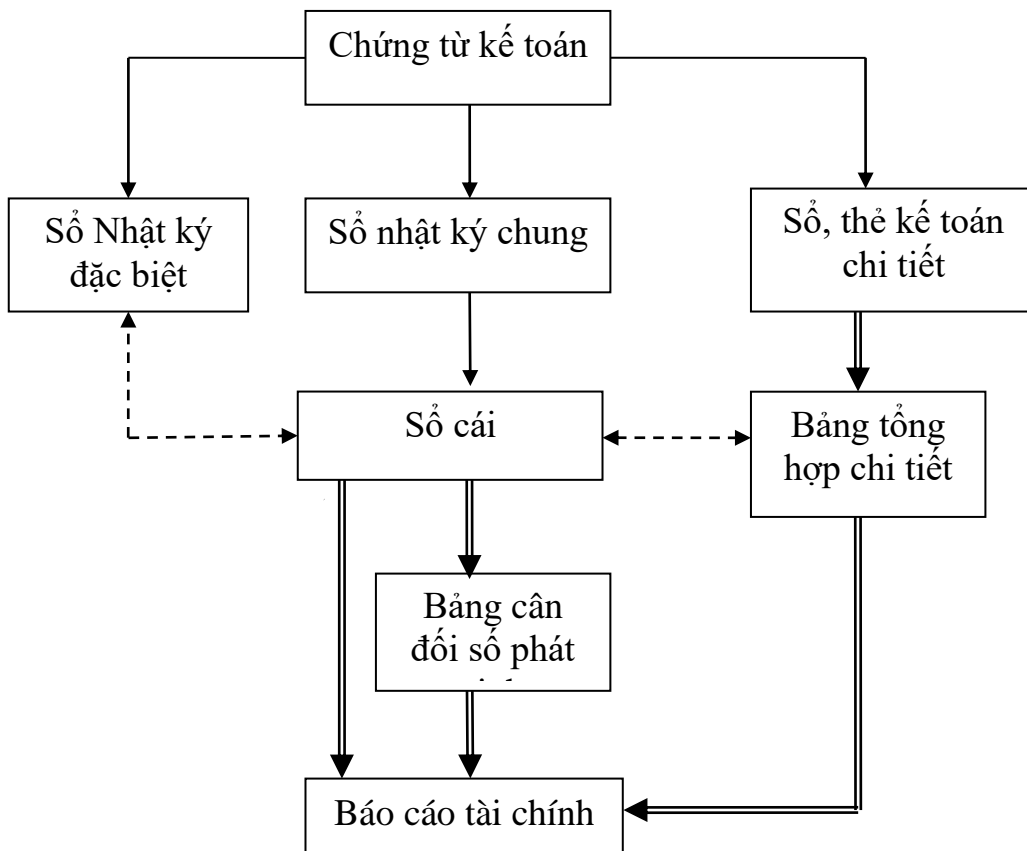 Chứng từ kế toán
Sổ Nhật ký
đặc biệt
Sổ nhật ký chung
Sổ, thẻ kế toán
chi tiết
Sổ cái
Bảng tổng
hợp chi tiết
Bảng cân
đối số phát
Báo cáo tài chính